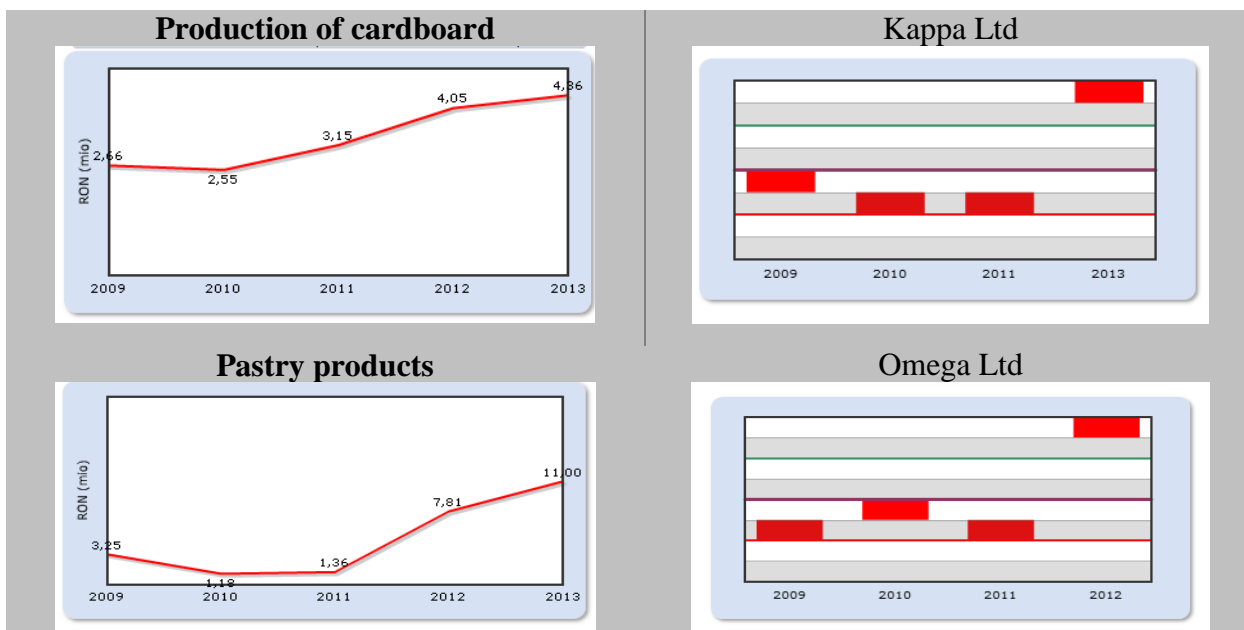 Production of cardboard
Kappa Ltd
RON (mio)
2,66
2,55
3,15
4,05
4,36
2009 2010 2011 2012 2013
2009 2010 2011 2013
Pastry products
Omega Ltd
RON (mio)
3,25
1,18
1,36
7,81
11,00
2009 2010 2011 2012 2013
2009 2010 2011 2012